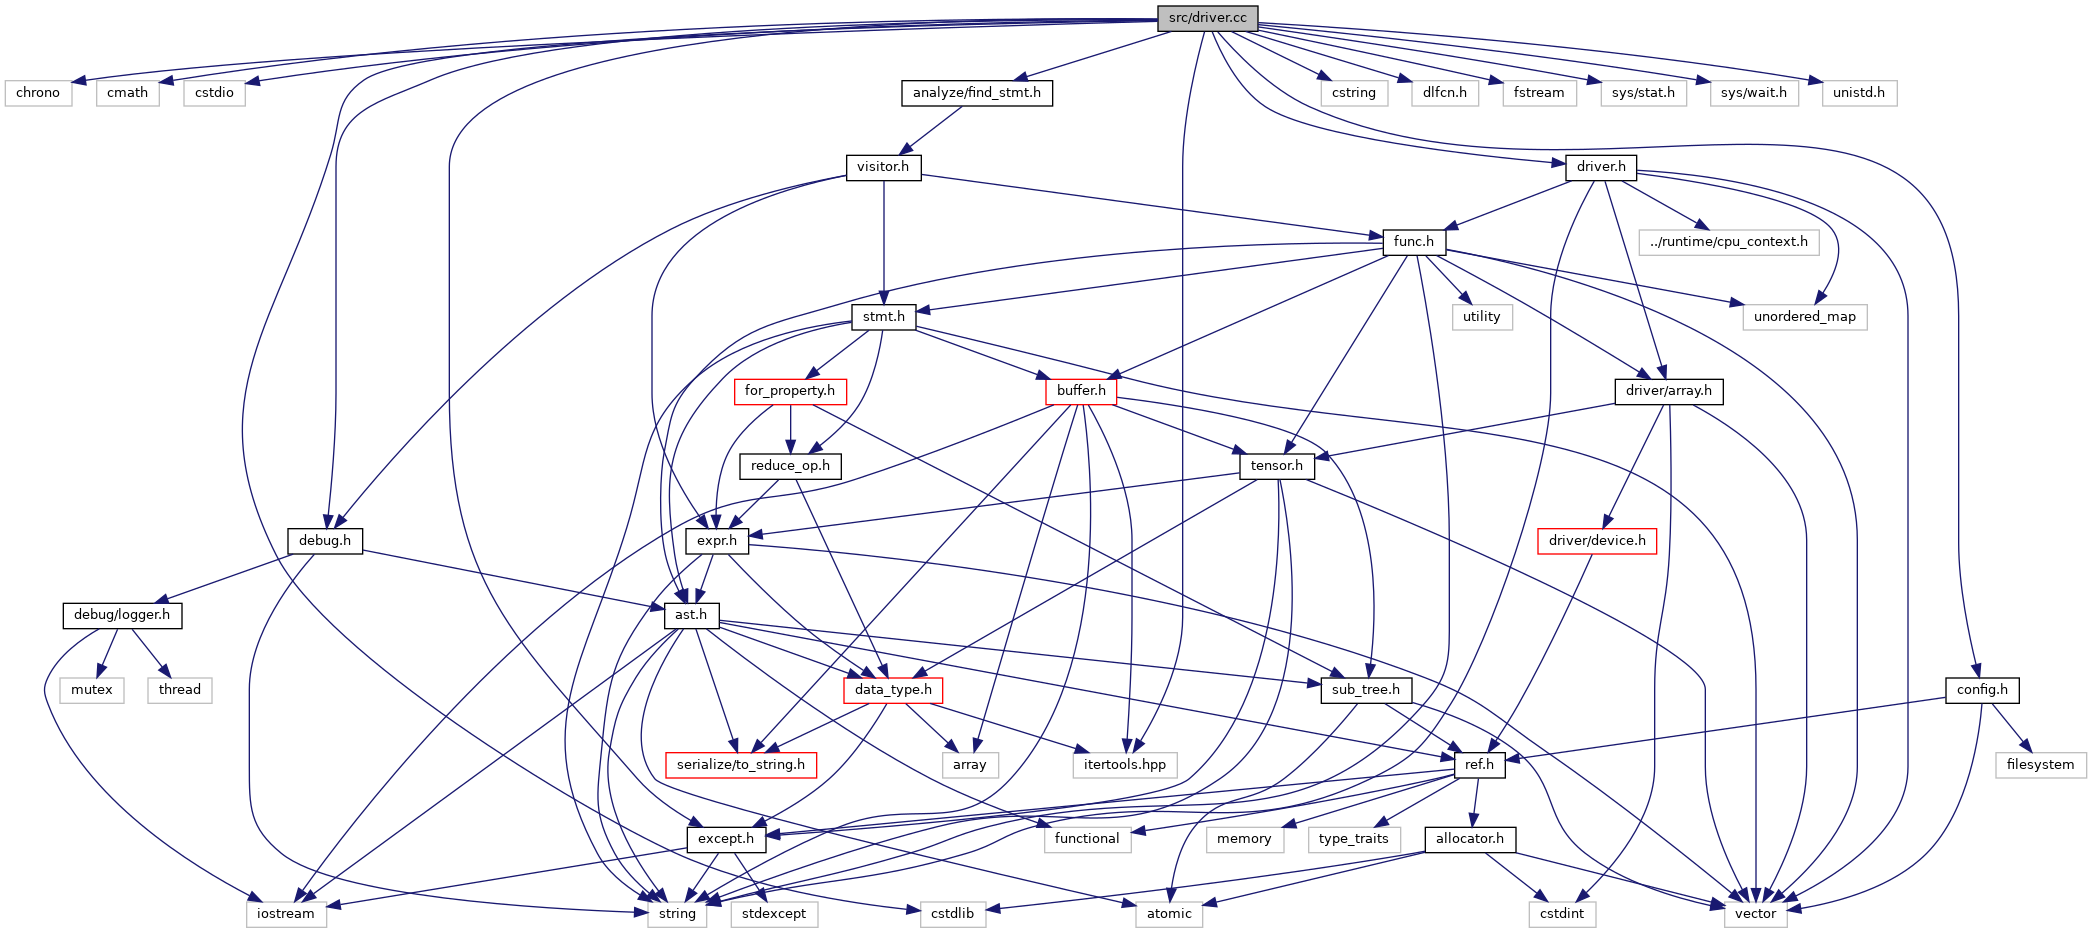 src/driver.cc
chrono
cmath
cstdio
analyze/find_stmt.h
cstring
dlfcn.h
fstream
sys/stat.h
sys/wait.h
unistd.h
visitor.h
driver.h
func.h
../runtime/cpu_context.h
stmt.h
utility
unordered_map
for_property.h
buffer.h
driver/array.h
reduce_op.h
tensor.h
debug.h
expr.h
driver/device.h
debug/logger.h
ast.h
mutex
thread
data_type.h
sub_tree.h
config.h
serialize/to_string.h
array
itertools.hpp
ref.h
filesystem
except.h
functional
memory
type_traits
allocator.h
iostream
string
stdexcept
cstdlib
atomic
cstdint
vector